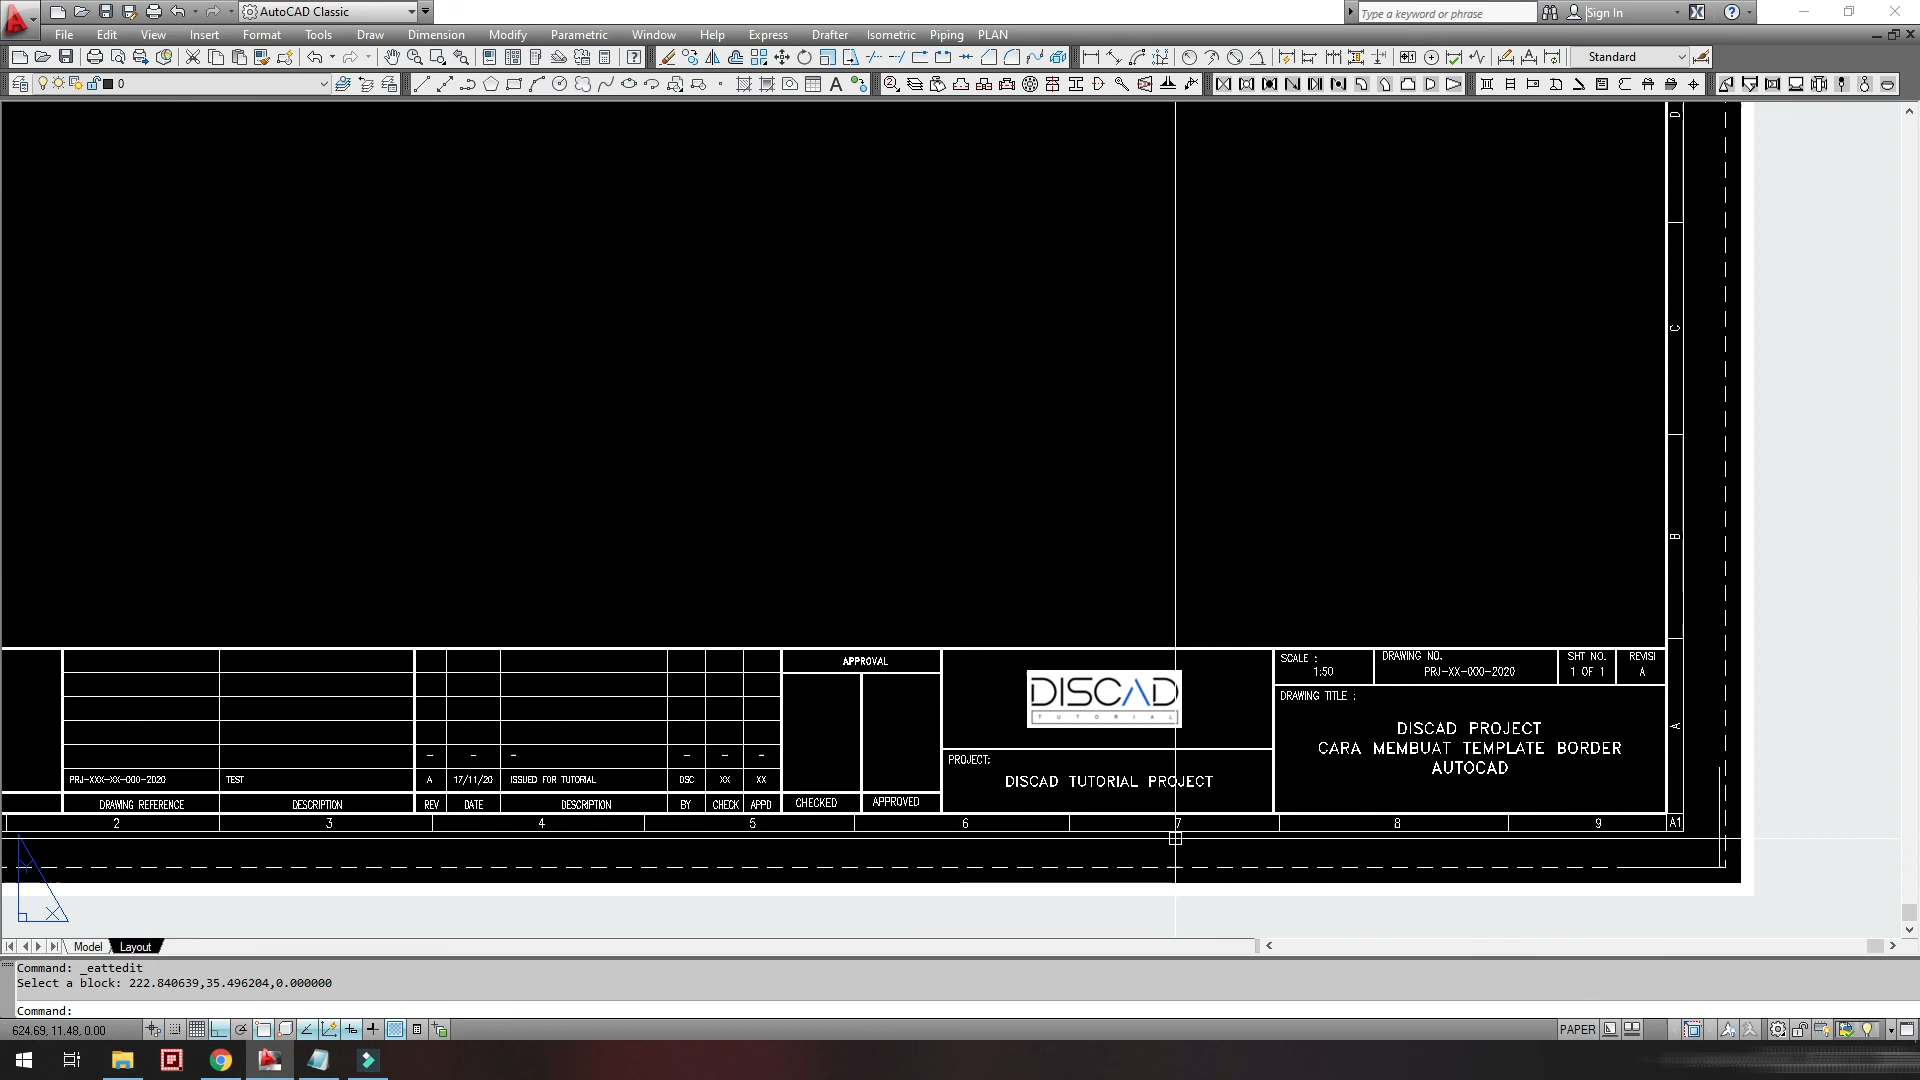 AutoCAD Classic
Type a keyword or phrase
Sign In
File Edit View Insert Format Tools Draw Dimension Modify Parametric Window Help Express Drafter Isometric Piping PLAN
Standard
0
D
C
B
A
APPROVAL
CHECKED
APPROVED
DISCAD
TUTORIAL
PROJECT:
DISCAD TUTORIAL PROJECT
SCALE :
1:50
DRAWING NO.
PRJ-XX-000-2020
SHT NO.
1 OF 1
REVISI
A
DRAWING TITLE :
DISCAD PROJECT
CARA MEMBUAT TEMPLATE BORDER
AUTOCAD
- - - - - -
PRJ-XXX-XX-000-2020 TEST A 17/11/20 ISSUED FOR TUTORIAL DSC XX XX
DRAWING REFERENCE DESCRIPTION REV DATE DESCRIPTION BY CHECK APPD
2 3 4 5 6 7 8 9 A1
Model Layout
Command: _eattedit
Select a block: 222.840639,35.496204,0.000000
Command:
624.69, 11.48, 0.00
PAPER